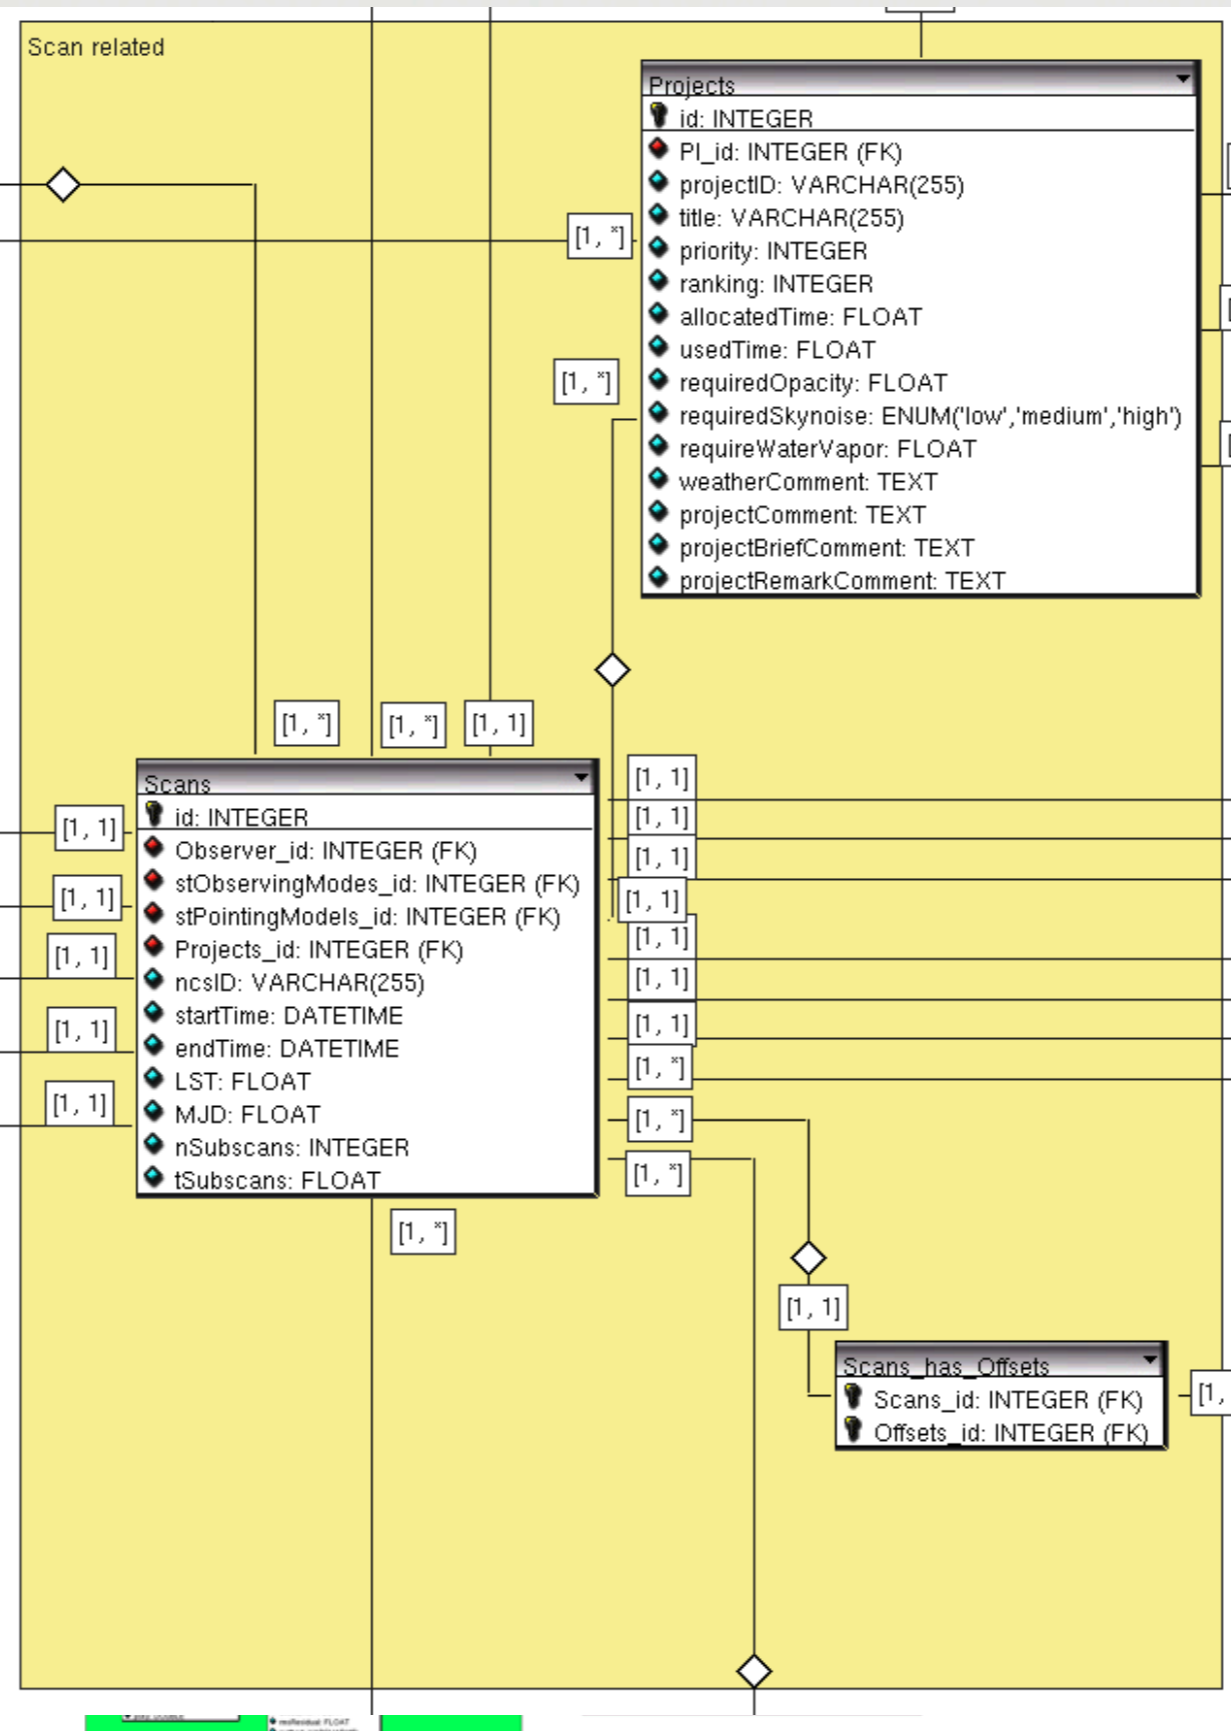 Scan related
Projects
id: INTEGER
PI_id: INTEGER (FK)
projectID: VARCHAR(255)
title: VARCHAR(255)
priority: INTEGER
ranking: INTEGER
allocatedTime: FLOAT
usedTime: FLOAT
requiredOpacity: FLOAT
requiredSkynoise: ENUM('low','medium','high')
requireWaterVapor: FLOAT
weatherComment: TEXT
projectComment: TEXT
projectBriefComment: TEXT
projectRemarkComment: TEXT
[1, *]
[1, *]
[1, *]
[1, *]
[1, 1]
Scans
id: INTEGER
Observer_id: INTEGER (FK)
stObservingModes_id: INTEGER (FK)
stPointingModels_id: INTEGER (FK)
Projects_id: INTEGER (FK)
ncsID: VARCHAR(255)
startTime: DATETIME
endTime: DATETIME
LST: FLOAT
MJD: FLOAT
nSubscans: INTEGER
tSubscans: FLOAT
[1, 1]
[1, 1]
[1, 1]
[1, 1]
[1, 1]
[1, 1]
[1, 1]
[1, 1]
[1, 1]
[1, 1]
[1, 1]
[1, 1]
[1, *]
[1, *]
[1, *]
[1, *]
[1, 1]
Scans_has_Offsets
Scans_id: INTEGER (FK)
Offsets_id: INTEGER (FK)
[1,
rmsResidual: FLOAT